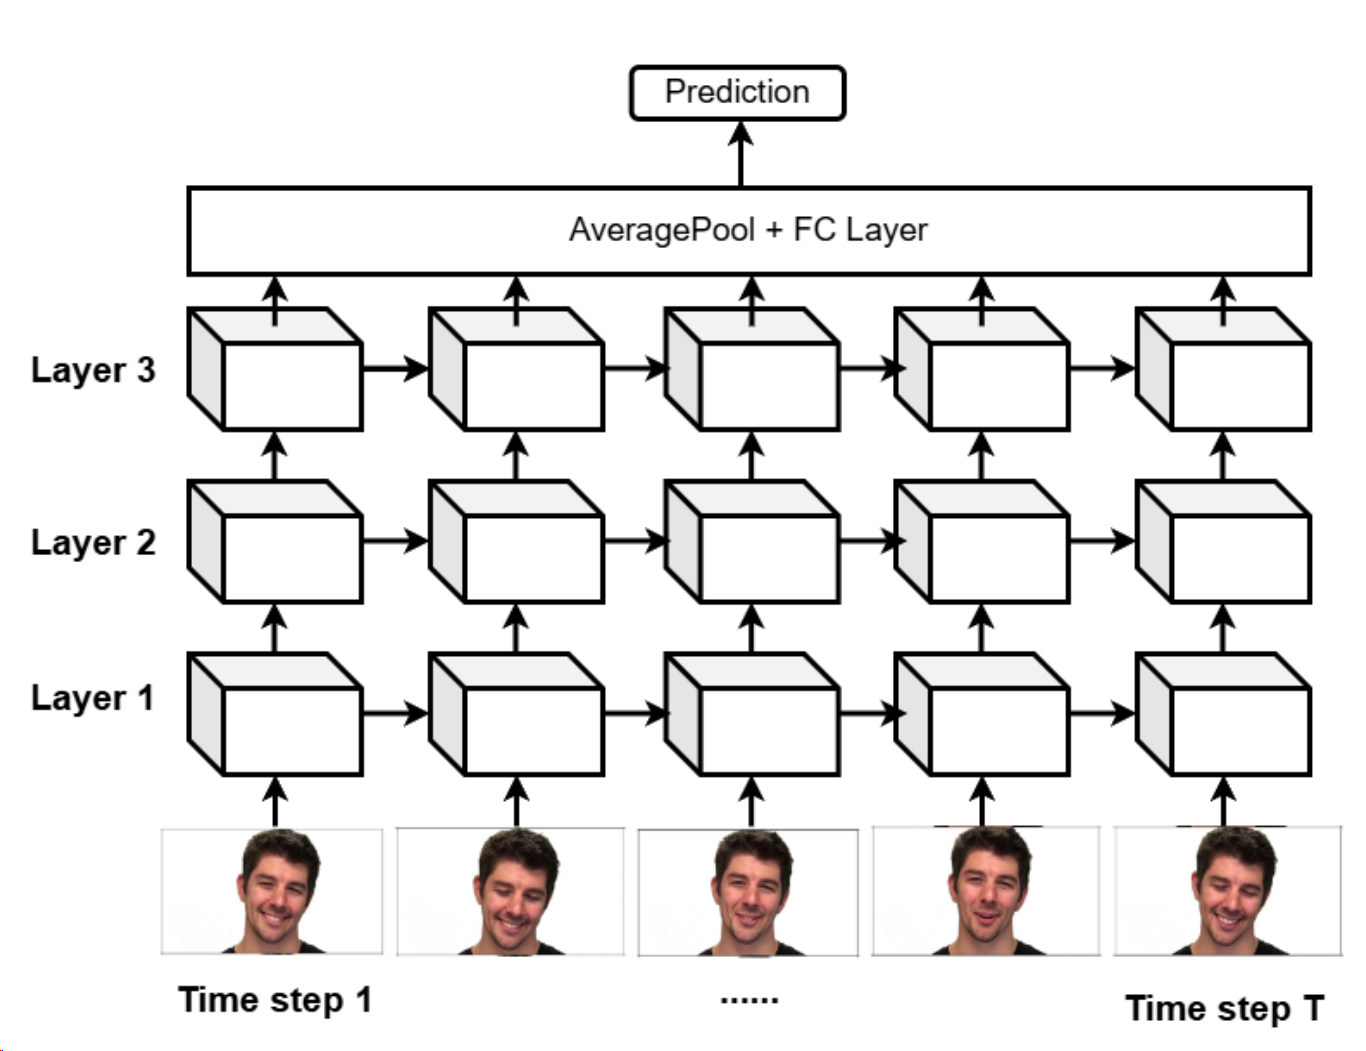 Prediction
AveragePool + FC Layer
Layer 3
Layer 2
Layer 1
Time step 1
......
Time step T